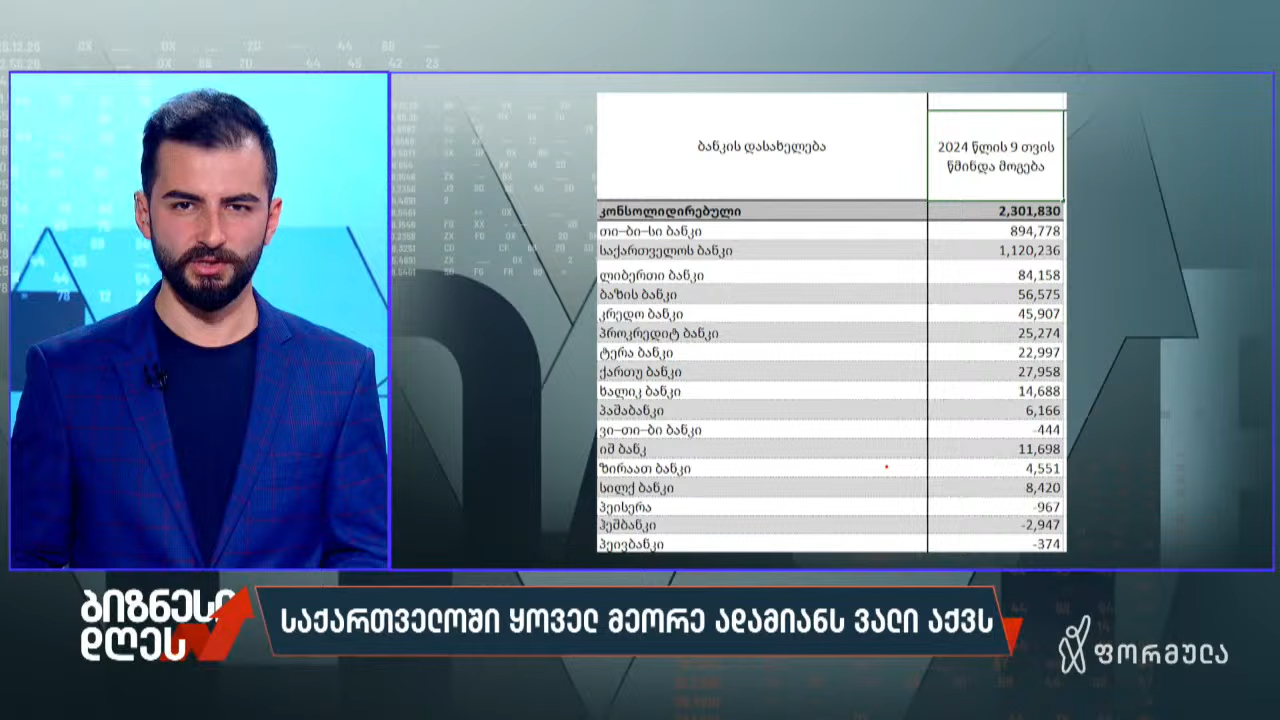 ბანკის დასახელება
2024 წლის 9 თვის
წმინდა მოგება
კონსოლიდირებული 2,301,830
თი-ბი-სი ბანკი 894,778
საქართველოს ბანკი 1,120,236
ლიბერთი ბანკი 84,158
ბაზის ბანკი 56,575
კრედო ბანკი 45,907
პროკრედიტ ბანკი 25,274
ტერა ბანკი 22,997
ქართუ ბანკი 27,958
ხალიკ ბანკი 14,688
პაშაბანკი 6,166
ვი-თი-ბი ბანკი -444
იშ ბანკ 11,698
ზირაათ ბანკი 4,551
სილქ ბანკი 8,420
პეისერა -967
ჰეშბანკი -2,947
პეივბანკი -374
ბიზნესი
დღეს
საქართველოში ყოველ მეორე ადამიანს ვალი აქვს
ფორმულა